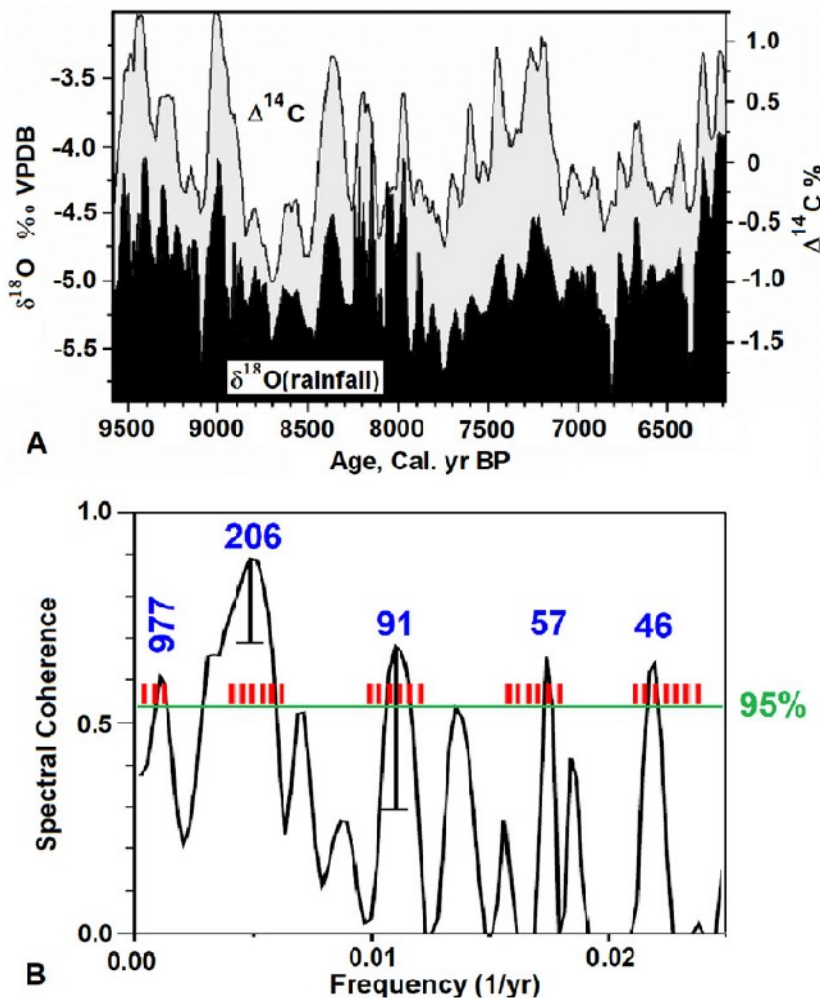 -3.5
-4.0
-4.5
-5.0
-5.5
δ¹⁸O ‰ VPDB
Δ¹⁴C
δ¹⁸O(rainfall)
1.0
0.5
0
-0.5
-1.0
-1.5
Δ¹⁴C %
9500 9000 8500 8000 7500 7000 6500
Age, Cal. yr BP
A
1.0
0.5
0.0
Spectral Coherence
977
206
91
57
46
95%
0.00 0.01 0.02
Frequency (1/yr)
B